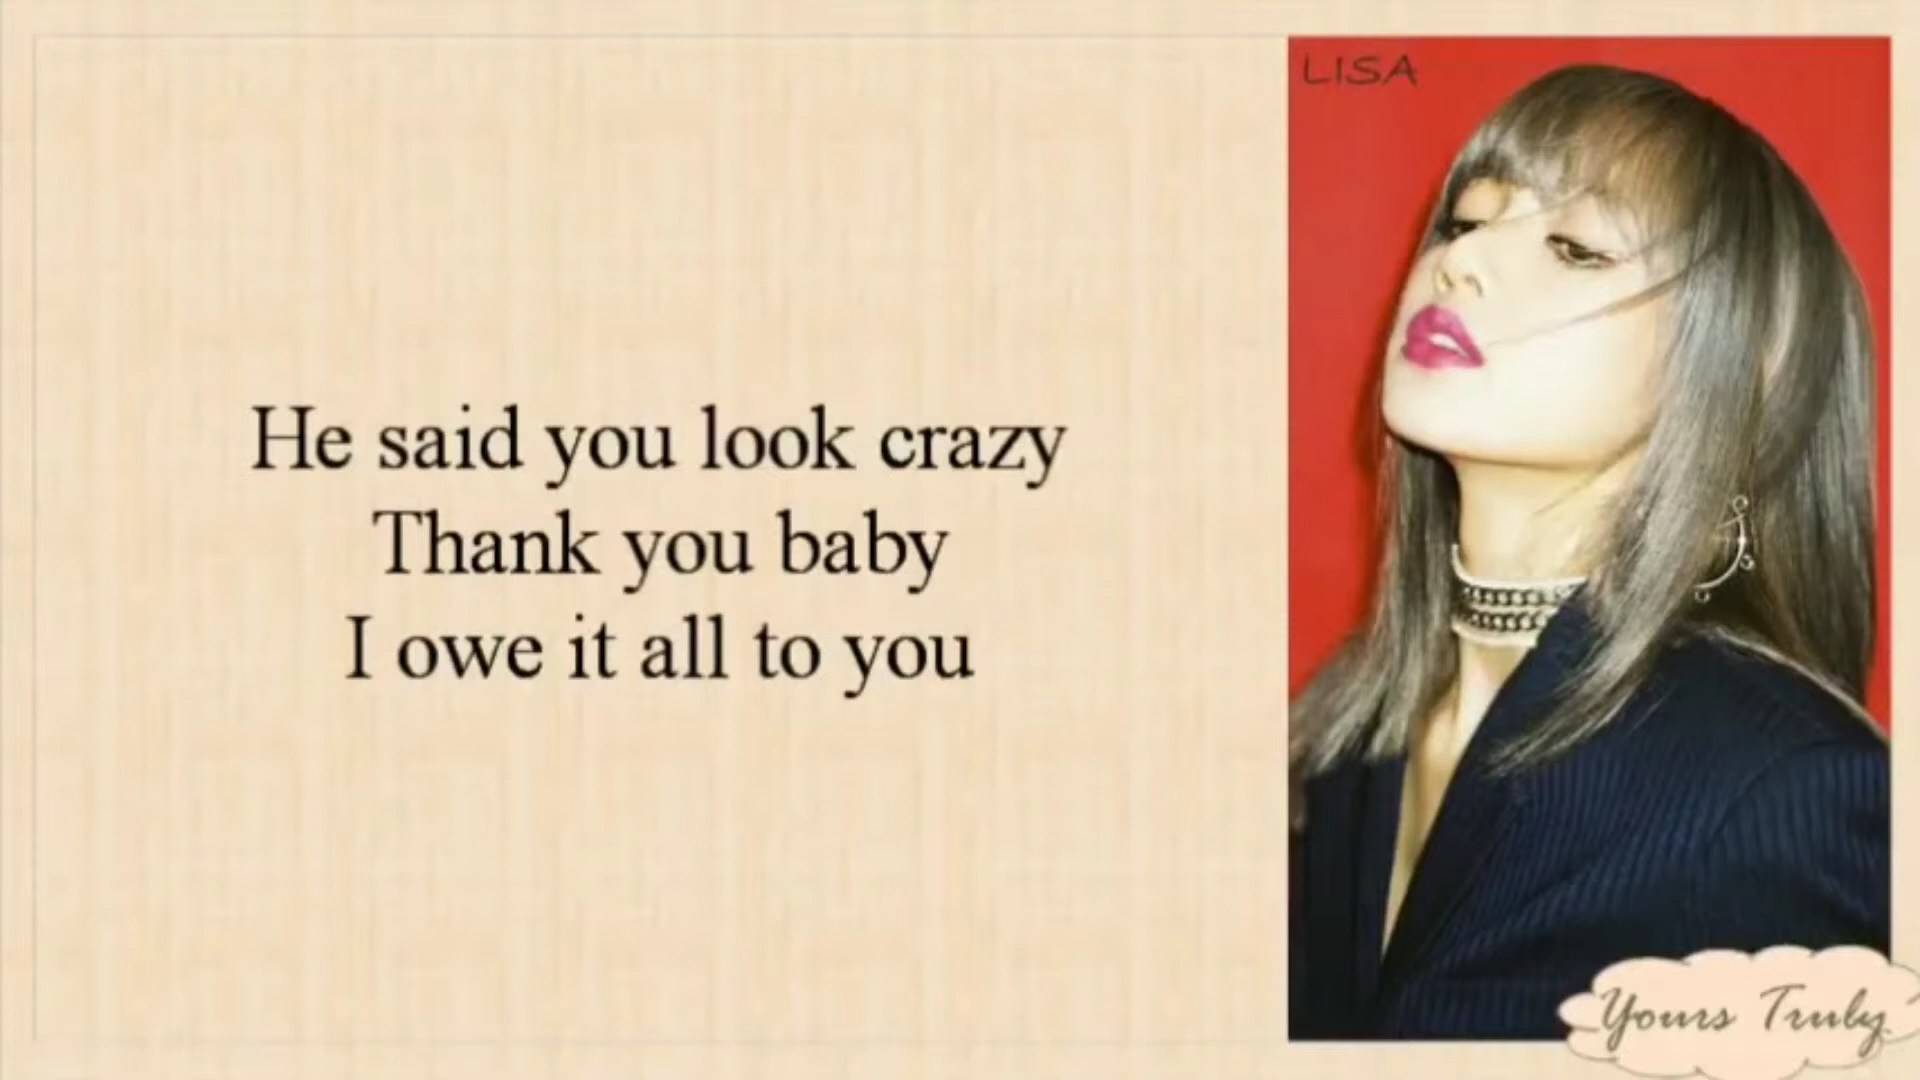 LISA
He said you look crazy
Thank you baby
I owe it all to you
Yours Truly